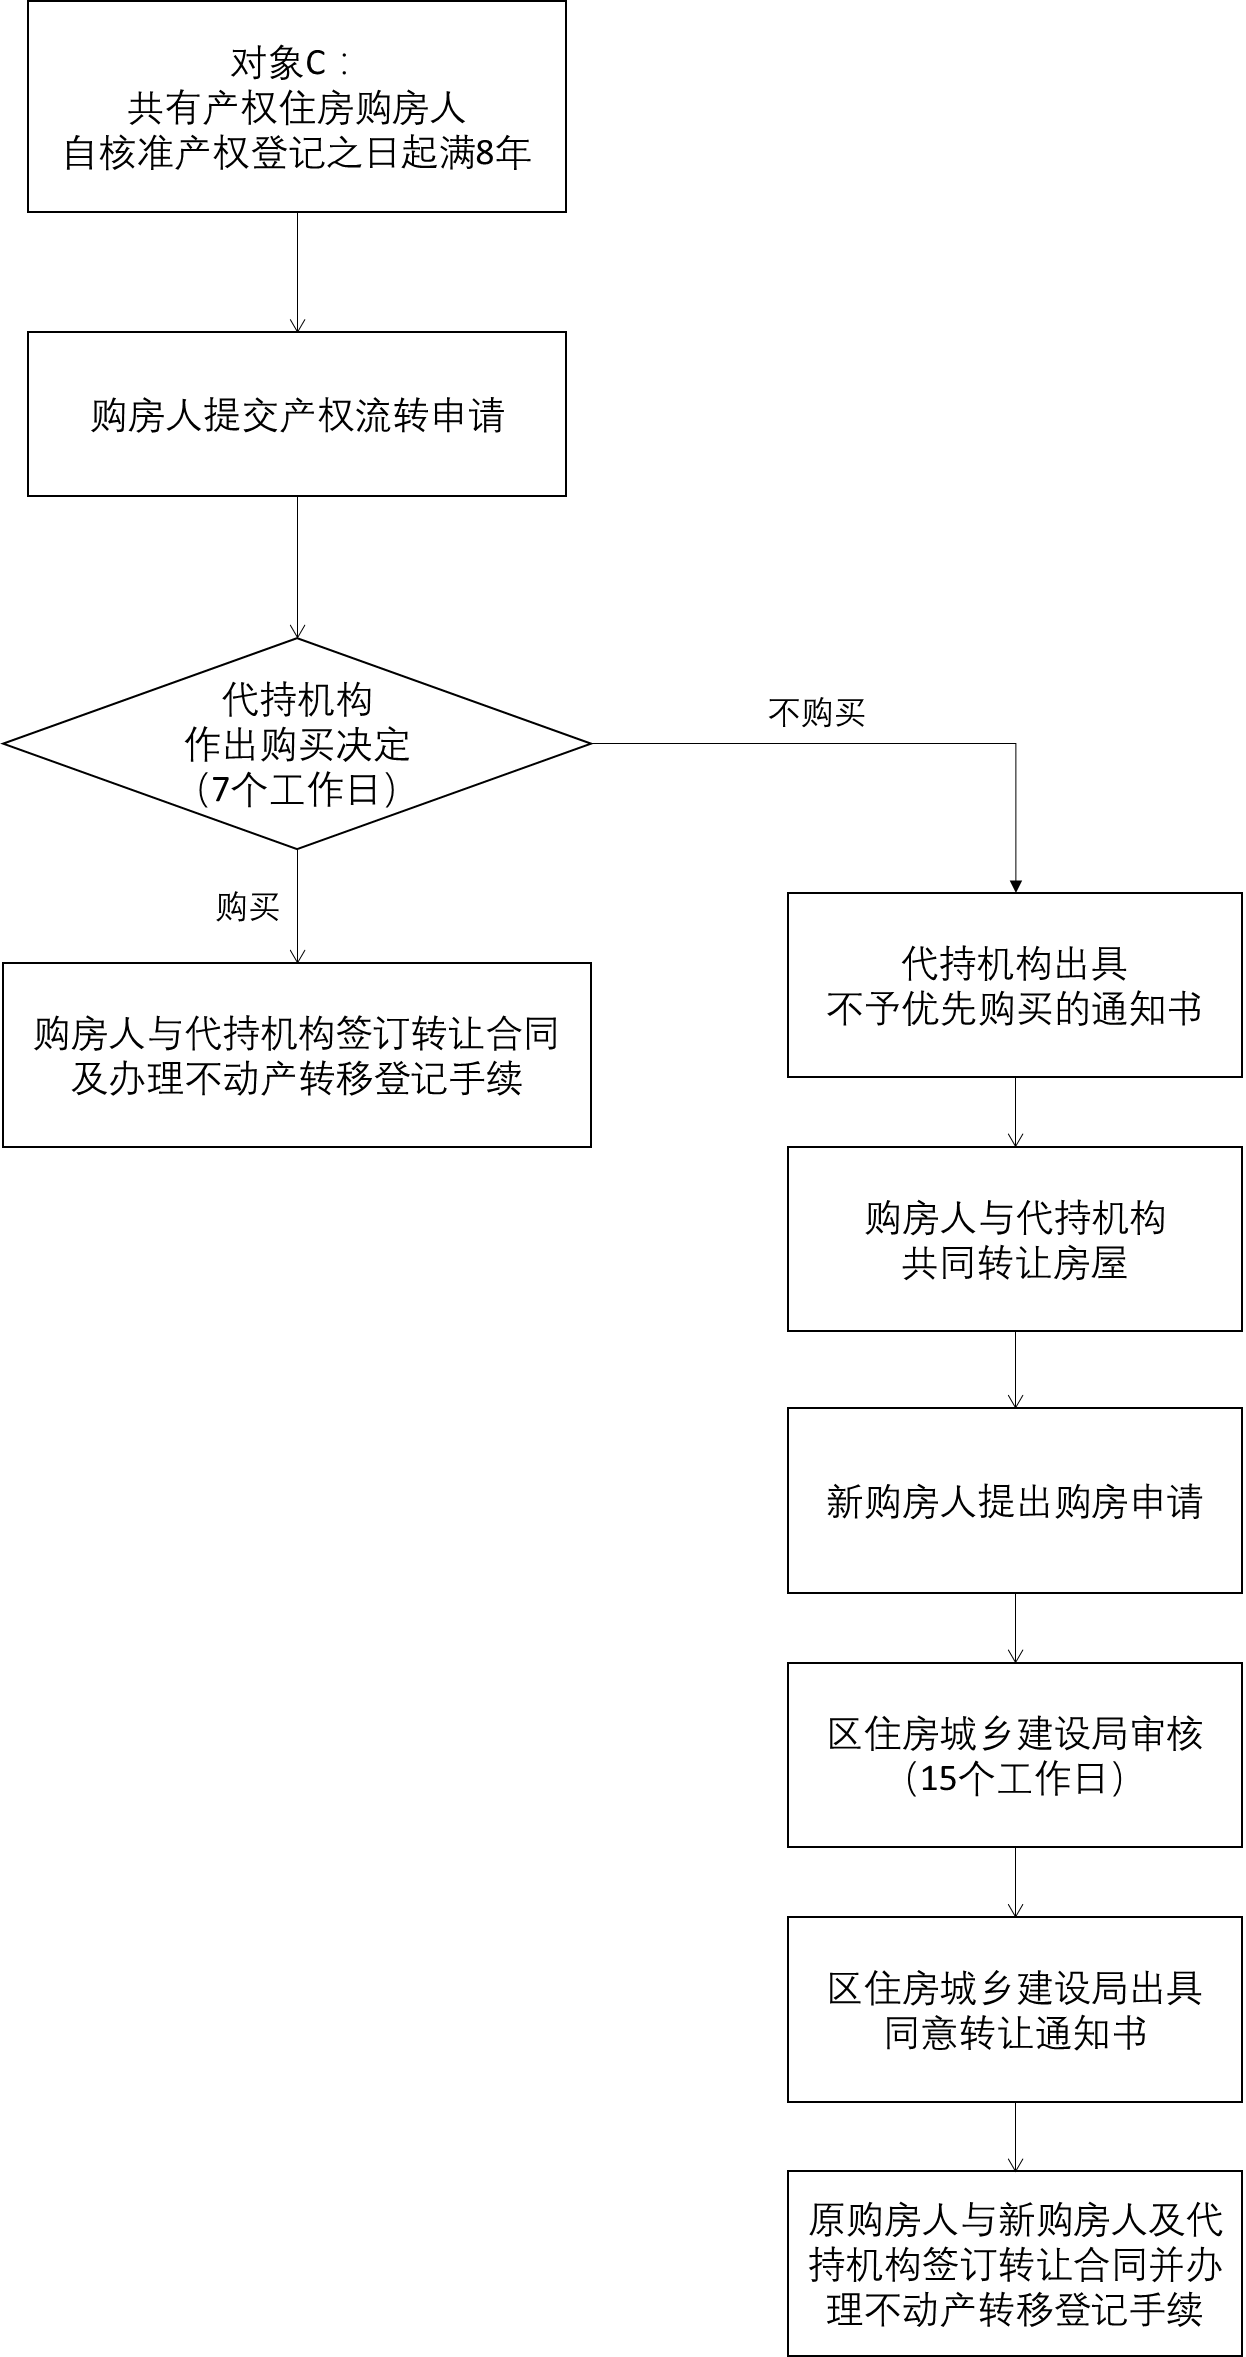 对象C：
共有产权住房购房人
自核准产权登记之日起满8年
购房人提交产权流转申请
代持机构
作出购买决定
（7个工作日）
不购买
购买
购房人与代持机构签订转让合同
及办理不动产转移登记手续
代持机构出具
不予优先购买的通知书
购房人与代持机构
共同转让房屋
新购房人提出购房申请
区住房城乡建设局审核
（15个工作日）
区住房城乡建设局出具
同意转让通知书
原购房人与新购房人及代
持机构签订转让合同并办
理不动产转移登记手续